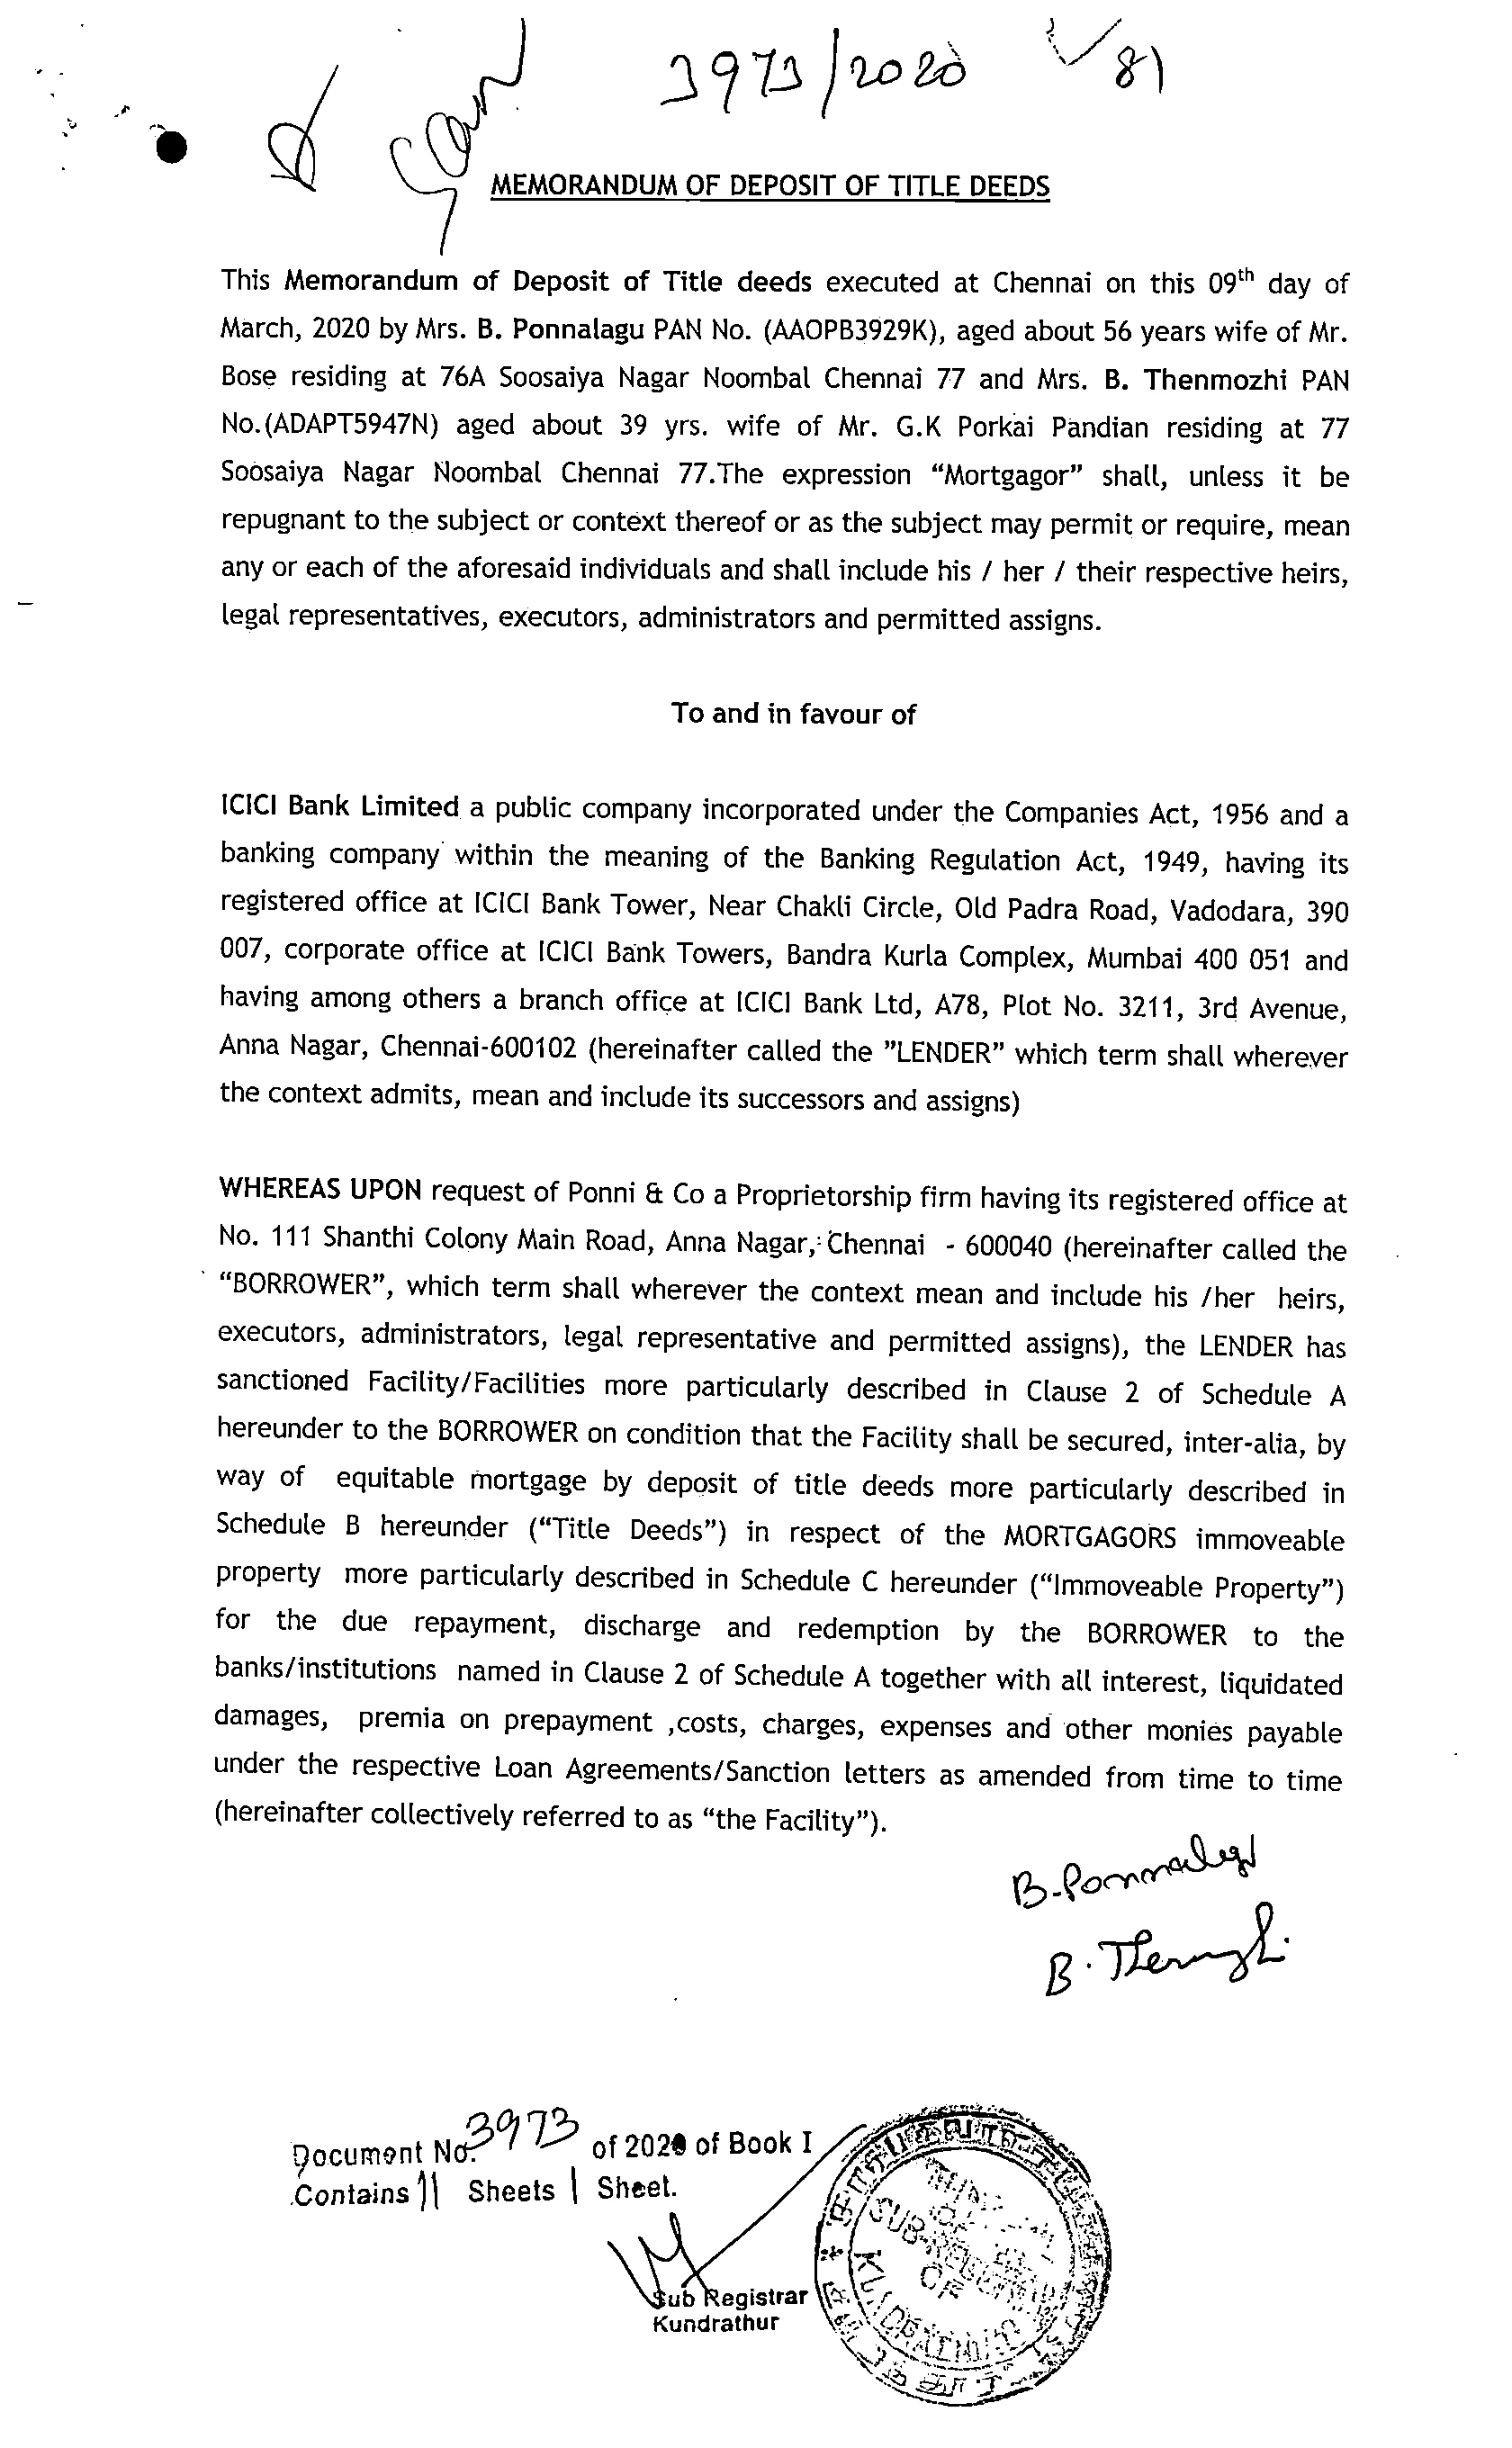 3973/2020
81
MEMORANDUM OF DEPOSIT OF TITLE DEEDS
This Memorandum of Deposit of Title deeds executed at Chennai on this 09th day of
March, 2020 by Mrs. B. Ponnalagu PAN No. (AAOPB3929K), aged about 56 years wife of Mr.
Bose residing at 76A Soosaiya Nagar Noombal Chennai 77 and Mrs. B. Thenmozhi PAN
No.(ADAPT5947N) aged about 39 yrs. wife of Mr. G.K Porkai Pandian residing at 77
Soosaiya Nagar Noombal Chennai 77.The expression “Mortgagor” shall, unless it be
repugnant to the subject or context thereof or as the subject may permit or require, mean
any or each of the aforesaid individuals and shall include his / her / their respective heirs,
legal representatives, executors, administrators and permitted assigns.
To and in favour of
ICICI Bank Limited a public company incorporated under the Companies Act, 1956 and a
banking company within the meaning of the Banking Regulation Act, 1949, having its
registered office at ICICI Bank Tower, Near Chakli Circle, Old Padra Road, Vadodara, 390
007, corporate office at ICICI Bank Towers, Bandra Kurla Complex, Mumbai 400 051 and
having among others a branch office at ICICI Bank Ltd, A78, Plot No. 3211, 3rd Avenue,
Anna Nagar, Chennai-600102 (hereinafter called the ”LENDER” which term shall wherever
the context admits, mean and include its successors and assigns)
WHEREAS UPON request of Ponni & Co a Proprietorship firm having its registered office at
No. 111 Shanthi Colony Main Road, Anna Nagar, Chennai - 600040 (hereinafter called the
“BORROWER”, which term shall wherever the context mean and include his /her heirs,
executors, administrators, legal representative and permitted assigns), the LENDER has
sanctioned Facility/Facilities more particularly described in Clause 2 of Schedule A
hereunder to the BORROWER on condition that the Facility shall be secured, inter-alia, by
way of equitable mortgage by deposit of title deeds more particularly described in
Schedule B hereunder (“Title Deeds”) in respect of the MORTGAGORS immoveable
property more particularly described in Schedule C hereunder (“Immoveable Property”)
for the due repayment, discharge and redemption by the BORROWER to the
banks/institutions named in Clause 2 of Schedule A together with all interest, liquidated
damages, premia on prepayment ,costs, charges, expenses and other monies payable
under the respective Loan Agreements/Sanction letters as amended from time to time
(hereinafter collectively referred to as “the Facility”).
B. Ponnalagu
B.
Document No. 3973 of 2020 of Book I
Contains 11 Sheets 1 Sheet.
Sub Registrar
Kundrathur